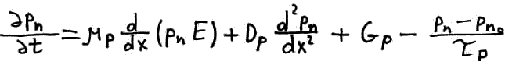 ∂pₙ/∂t = μₚ d/dx (pₙ E) + Dₚ d²pₙ/dx² + Gₚ − (pₙ − pₙ₀)/τₚ